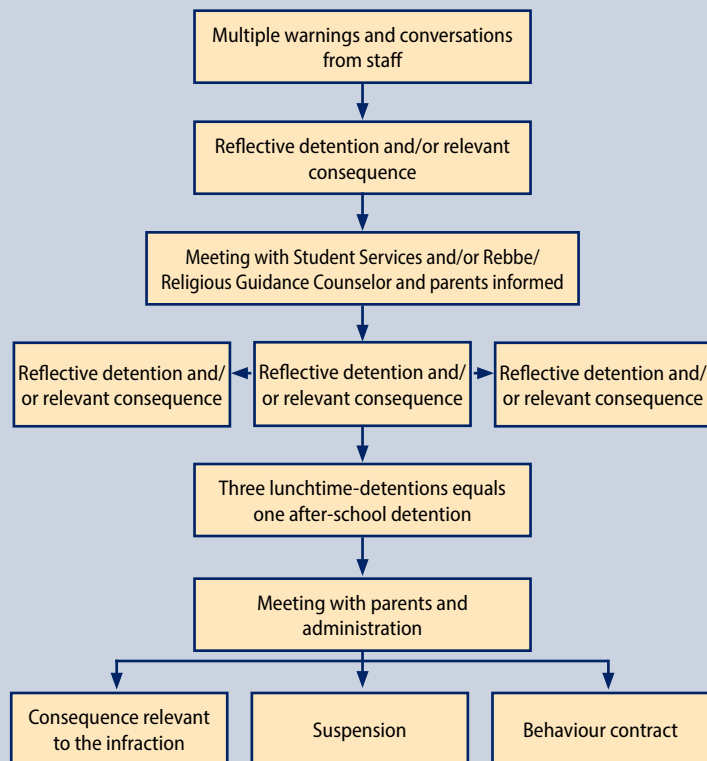 Multiple warnings and conversations
from staff
Reflective detention and/or relevant
consequence
Meeting with Student Services and/or Rebbe/
Religious Guidance Counselor and parents informed
Reflective detention and/
or relevant consequence
Reflective detention and/
or relevant consequence
Reflective detention and/
or relevant consequence
Three lunchtime-detentions equals
one after-school detention
Meeting with parents and
administration
Consequence relevant
to the infraction
Suspension
Behaviour contract